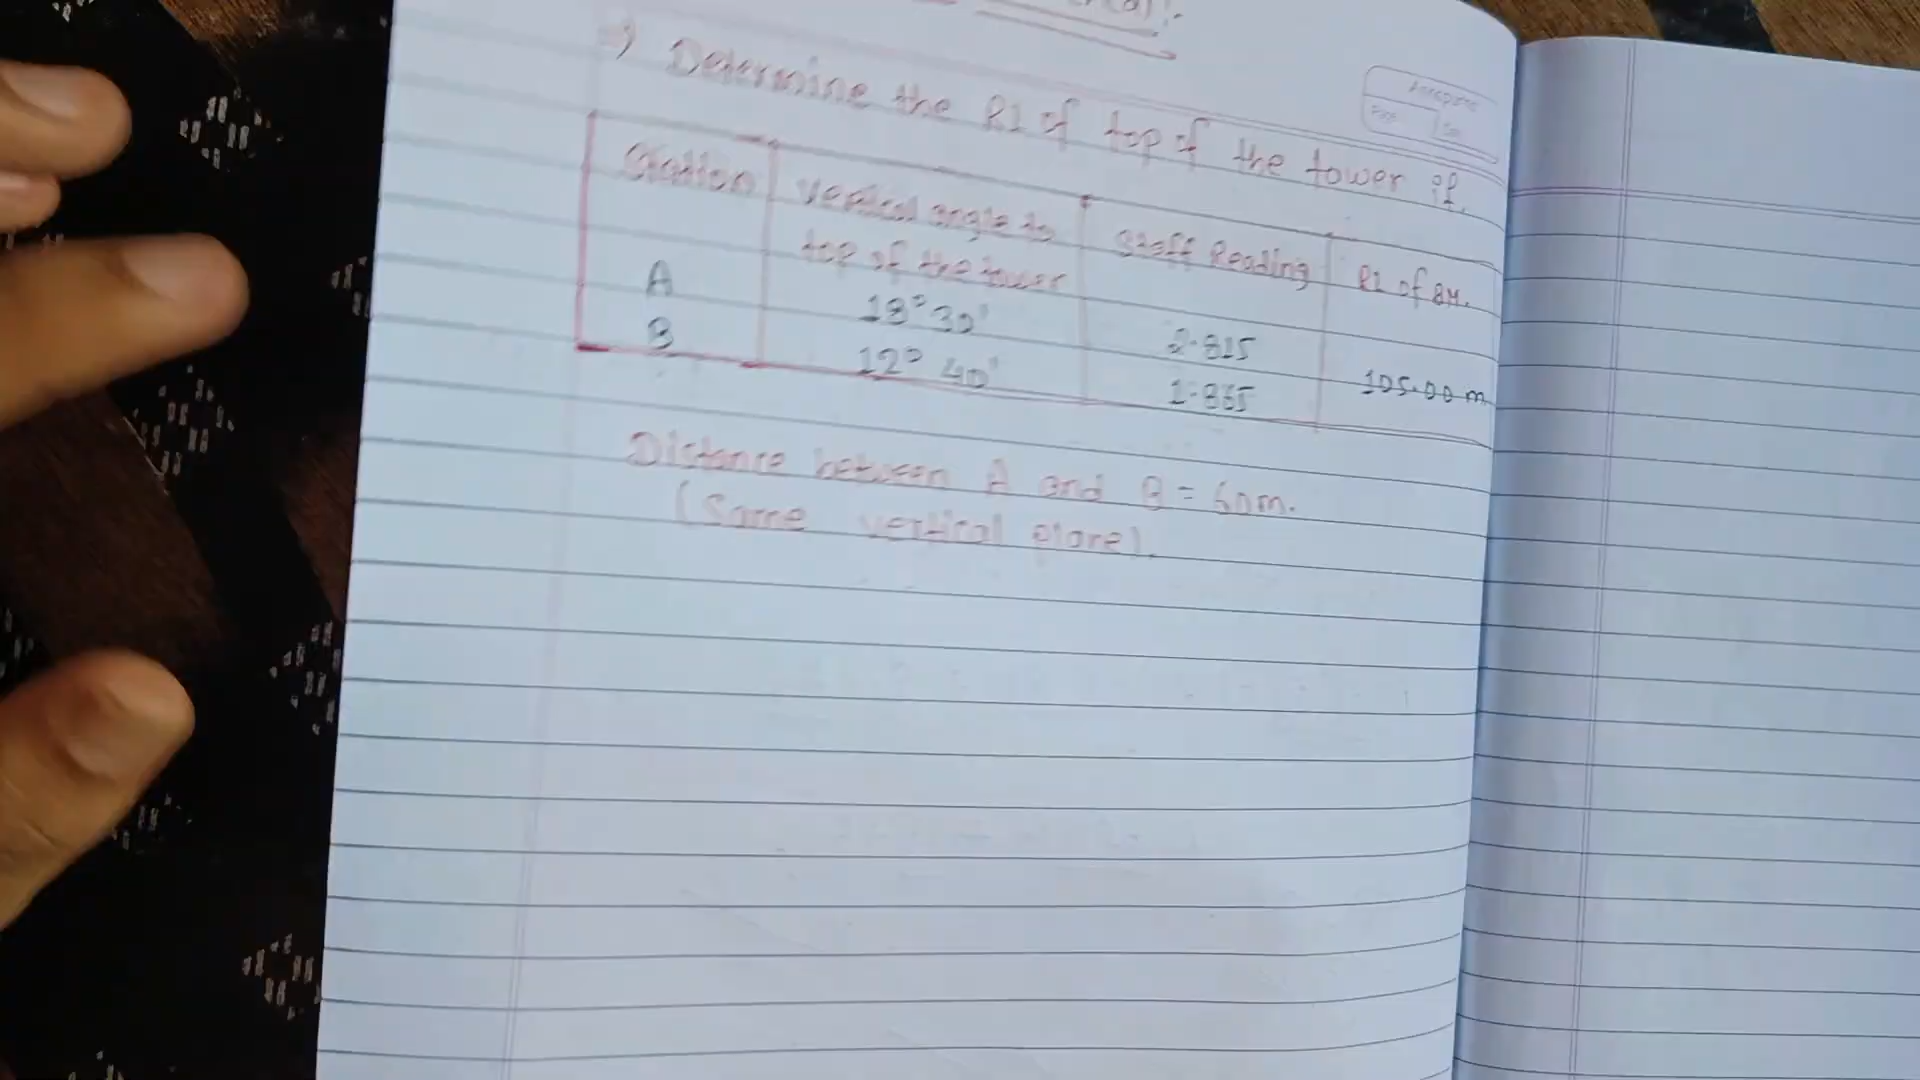 Determine the RL of top of the tower if.
Station
Vertical angle to top of the tower
Staff Reading
RL of BM.
A
18° 30'
2.815
B
12° 40'
1.865
105.00 m
Distance between A and B = 60m.
(Same vertical plane).